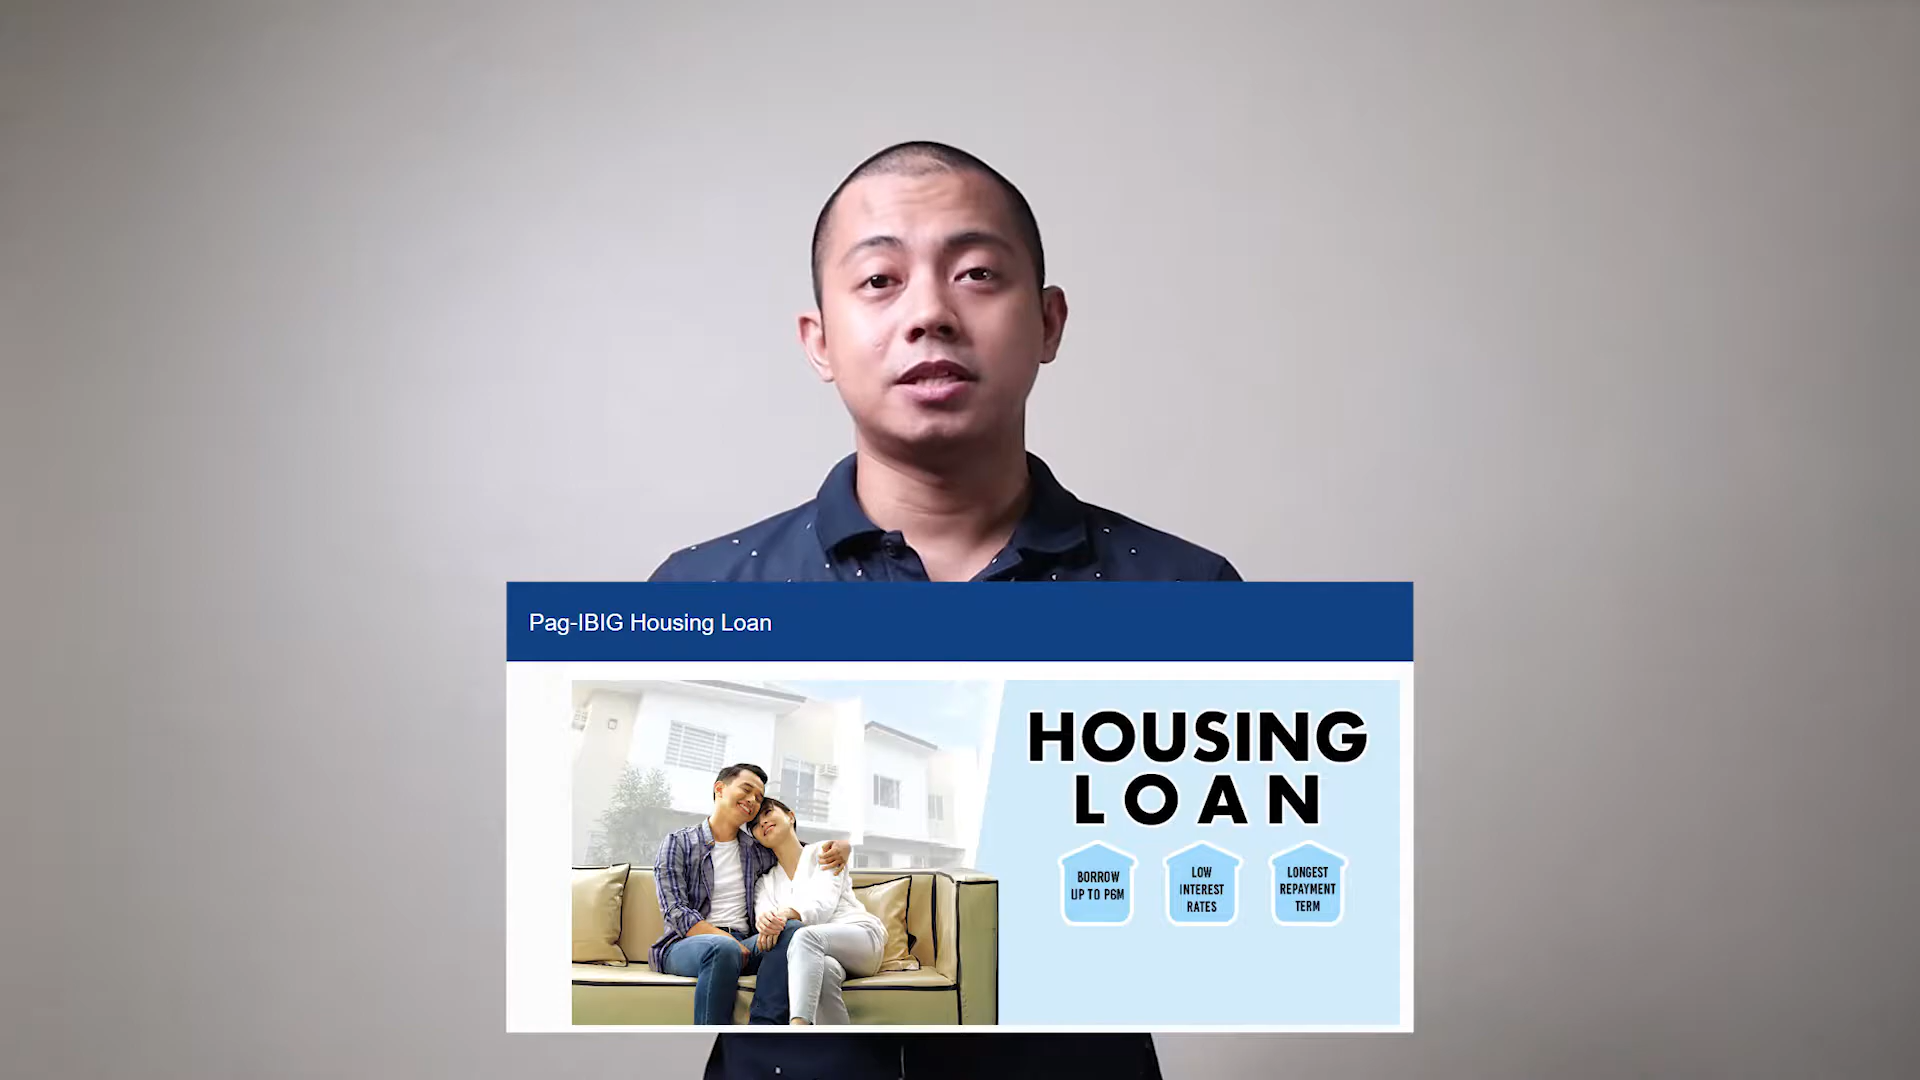 Pag-IBIG Housing Loan
HOUSING
LOAN
BORROW
UP TO P6M
LOW
INTEREST
RATES
LONGEST
REPAYMENT
TERM